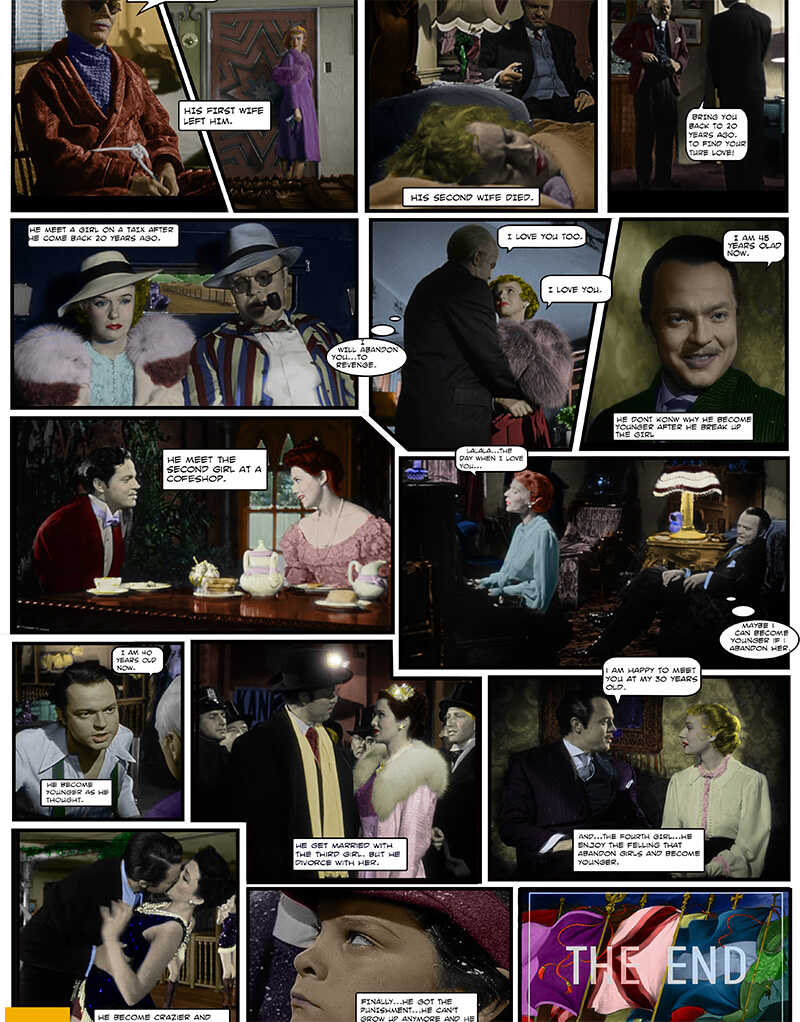 HIS FIRST WIFE
LEFT HIM.
HIS SECOND WIFE DIED.
BRING YOU
BACK TO 20
YEARS AGO.
TO FIND YOUR
TURE LOVE!
HE MEET A GIRL ON A TAIX AFTER
HE COME BACK 20 YEARS AGO.
I LOVE YOU TOO.
I LOVE YOU.
I
WILL ABANDON
YOU...TO
REVENGE.
I AM 45
YEARS OLAD
NOW.
HE DONT KONW WHY HE BECOME
YOUNGER AFTER HE BREAK UP
THE GIRL
HE MEET THE
SECOND GIRL AT A
COFESHOP.
LALALA...THE
DAY WHEN I LOVE
YOU...
MAYBE I
CAN BECOME
YOUNGER IF I
ABANDON HER
I AM 40
YEARS OLD
NOW.
HE BECOME
YOUNGER AS HE
THOUGHT.
HE GET MARRIED WITH
THE THIRD GIRL. BUT HE
DIVORCE WITH HER.
I AM HAPPY TO MEET
YOU AT MY 30 YEARS
OLD.
AND...THE FOURTH GIRL...HE
ENJOY THE FELLING THAT
ABANDON GIRLS AND BECOME
YOUNGER.
HE BECOME CRAZIER AND
FINALLY...HE GOT THE
PUNISHMENT...HE CAN'T
GROW UP ANYMORE AND HE
THE END